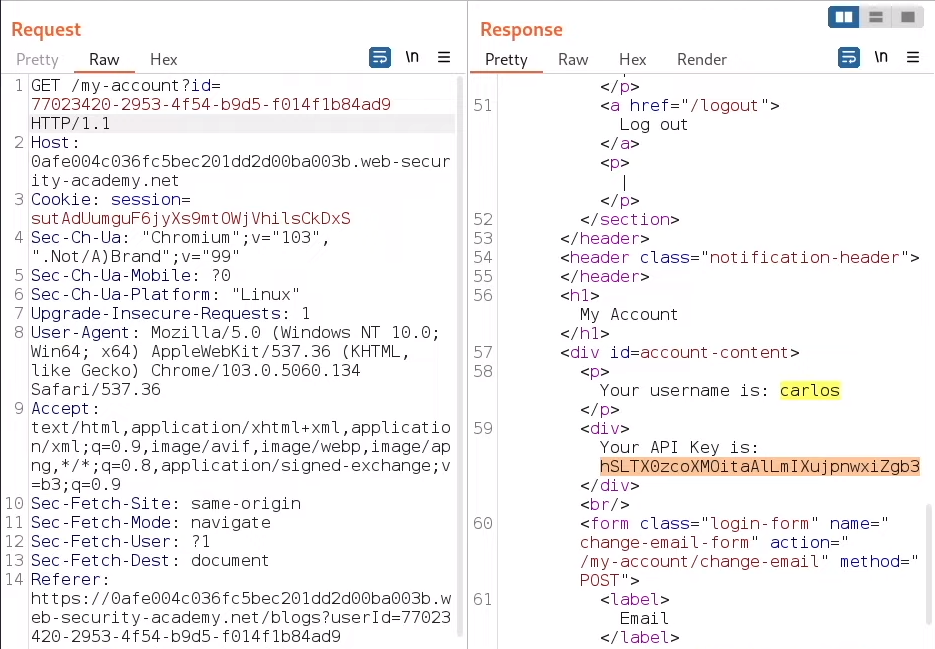 Request
Pretty Raw Hex
\n
1 GET /my-account?id=
77023420-2953-4f54-b9d5-f014f1b84ad9
HTTP/1.1
2 Host:
0afe004c036fc5bec201dd2d00ba003b.web-secur
ity-academy.net
3 Cookie: session=
sutAdUumguF6jyXs9mtOWjVhilsCkDxS
4 Sec-Ch-Ua: "Chromium";v="103",
".Not/A)Brand";v="99"
5 Sec-Ch-Ua-Mobile: ?0
6 Sec-Ch-Ua-Platform: "Linux"
7 Upgrade-Insecure-Requests: 1
8 User-Agent: Mozilla/5.0 (Windows NT 10.0;
Win64; x64) AppleWebKit/537.36 (KHTML,
like Gecko) Chrome/103.0.5060.134
Safari/537.36
9 Accept:
text/html,application/xhtml+xml,applicatio
n/xml;q=0.9,image/avif,image/webp,image/ap
ng,*/*;q=0.8,application/signed-exchange;v
=b3;q=0.9
10 Sec-Fetch-Site: same-origin
11 Sec-Fetch-Mode: navigate
12 Sec-Fetch-User: ?1
13 Sec-Fetch-Dest: document
14 Referer:
https://0afe004c036fc5bec201dd2d00ba003b.w
eb-security-academy.net/blogs?userId=77023
420-2953-4f54-b9d5-f014f1b84ad9
Response
Pretty Raw Hex Render
\n
</p>
51 <a href="/logout">
Log out
</a>
<p>
|
</p>
52 </section>
53 </header>
54 <header class="notification-header">
55 </header>
56 <h1>
My Account
</h1>
57 <div id=account-content>
58 <p>
Your username is: carlos
</p>
59 <div>
Your API Key is:
hSLTX0zcoXMOitaAlLmIXujpnwxiZgb3
</div>
<br/>
60 <form class="login-form" name="
change-email-form" action="
/my-account/change-email" method="
POST">
61 <label>
Email
</label>